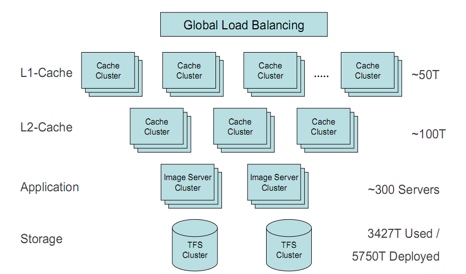 Global Load Balancing
L1-Cache
Cache
Cluster
Cache
Cluster
Cache
Cluster
.....
Cache
Cluster
~50T
L2-Cache
Cache
Cluster
Cache
Cluster
Cache
Cluster
~100T
Application
Image Server
Cluster
Image Server
Cluster
~300 Servers
Storage
TFS
Cluster
TFS
Cluster
3427T Used /
5750T Deployed